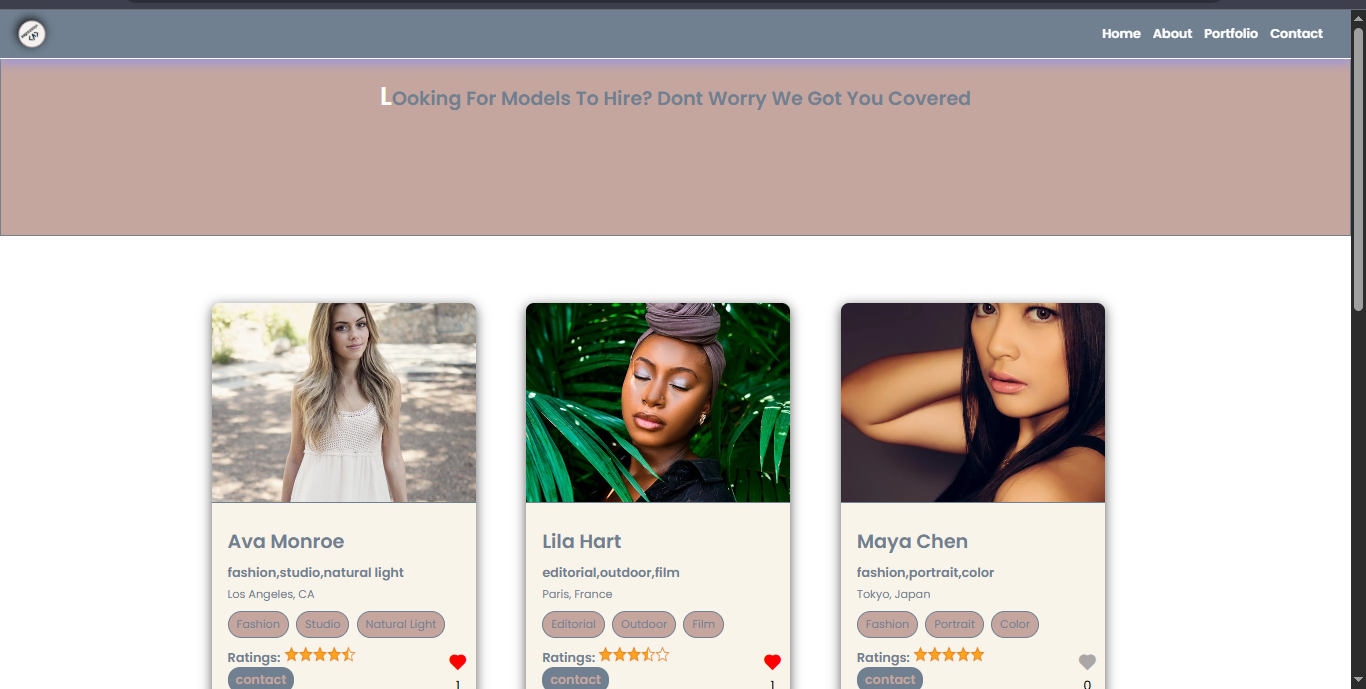 Home About Portfolio Contact
LOoking For Models To Hire? Dont Worry We Got You Covered
Ava Monroe
fashion,studio,natural light
Los Angeles, CA
Fashion Studio Natural Light
Ratings:
contact
1
Lila Hart
editorial,outdoor,film
Paris, France
Editorial Outdoor Film
Ratings:
contact
1
Maya Chen
fashion,portrait,color
Tokyo, Japan
Fashion Portrait Color
Ratings:
contact
0